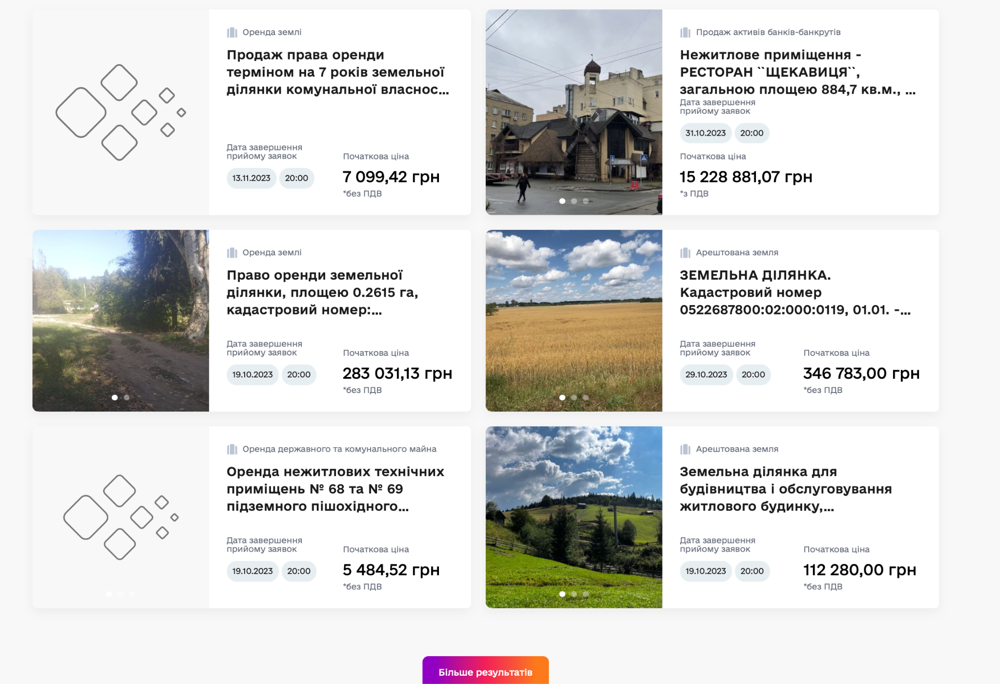 Оренда землі
Продаж права оренди
терміном на 7 років земельної
ділянки комунальної власнос...
Дата завершення
прийому заявок
13.11.2023 20:00
Початкова ціна
7 099,42 грн
*без ПДВ
Продаж активів банків-банкрутів
Нежитлове приміщення -
РЕСТОРАН ``ЩЕКАВИЦЯ``,
загальною площею 884,7 кв.м., ...
Дата завершення
прийому заявок
31.10.2023 20:00
Початкова ціна
15 228 881,07 грн
*з ПДВ
Оренда землі
Право оренди земельної
ділянки, площею 0.2615 га,
кадастровий номер:...
Дата завершення
прийому заявок
19.10.2023 20:00
Початкова ціна
283 031,13 грн
*без ПДВ
Арештована земля
ЗЕМЕЛЬНА ДІЛЯНКА.
Кадастровий номер
0522687800:02:000:0119, 01.01. -...
Дата завершення
прийому заявок
29.10.2023 20:00
Початкова ціна
346 783,00 грн
*без ПДВ
Оренда державного та комунального майна
Оренда нежитлових технічних
приміщень № 68 та № 69
підземного пішохідного...
Дата завершення
прийому заявок
19.10.2023 20:00
Початкова ціна
5 484,52 грн
*без ПДВ
Арештована земля
Земельна ділянка для
будівництва і обслуговування
житлового будинку,...
Дата завершення
прийому заявок
19.10.2023 20:00
Початкова ціна
112 280,00 грн
*без ПДВ
Більше результатів